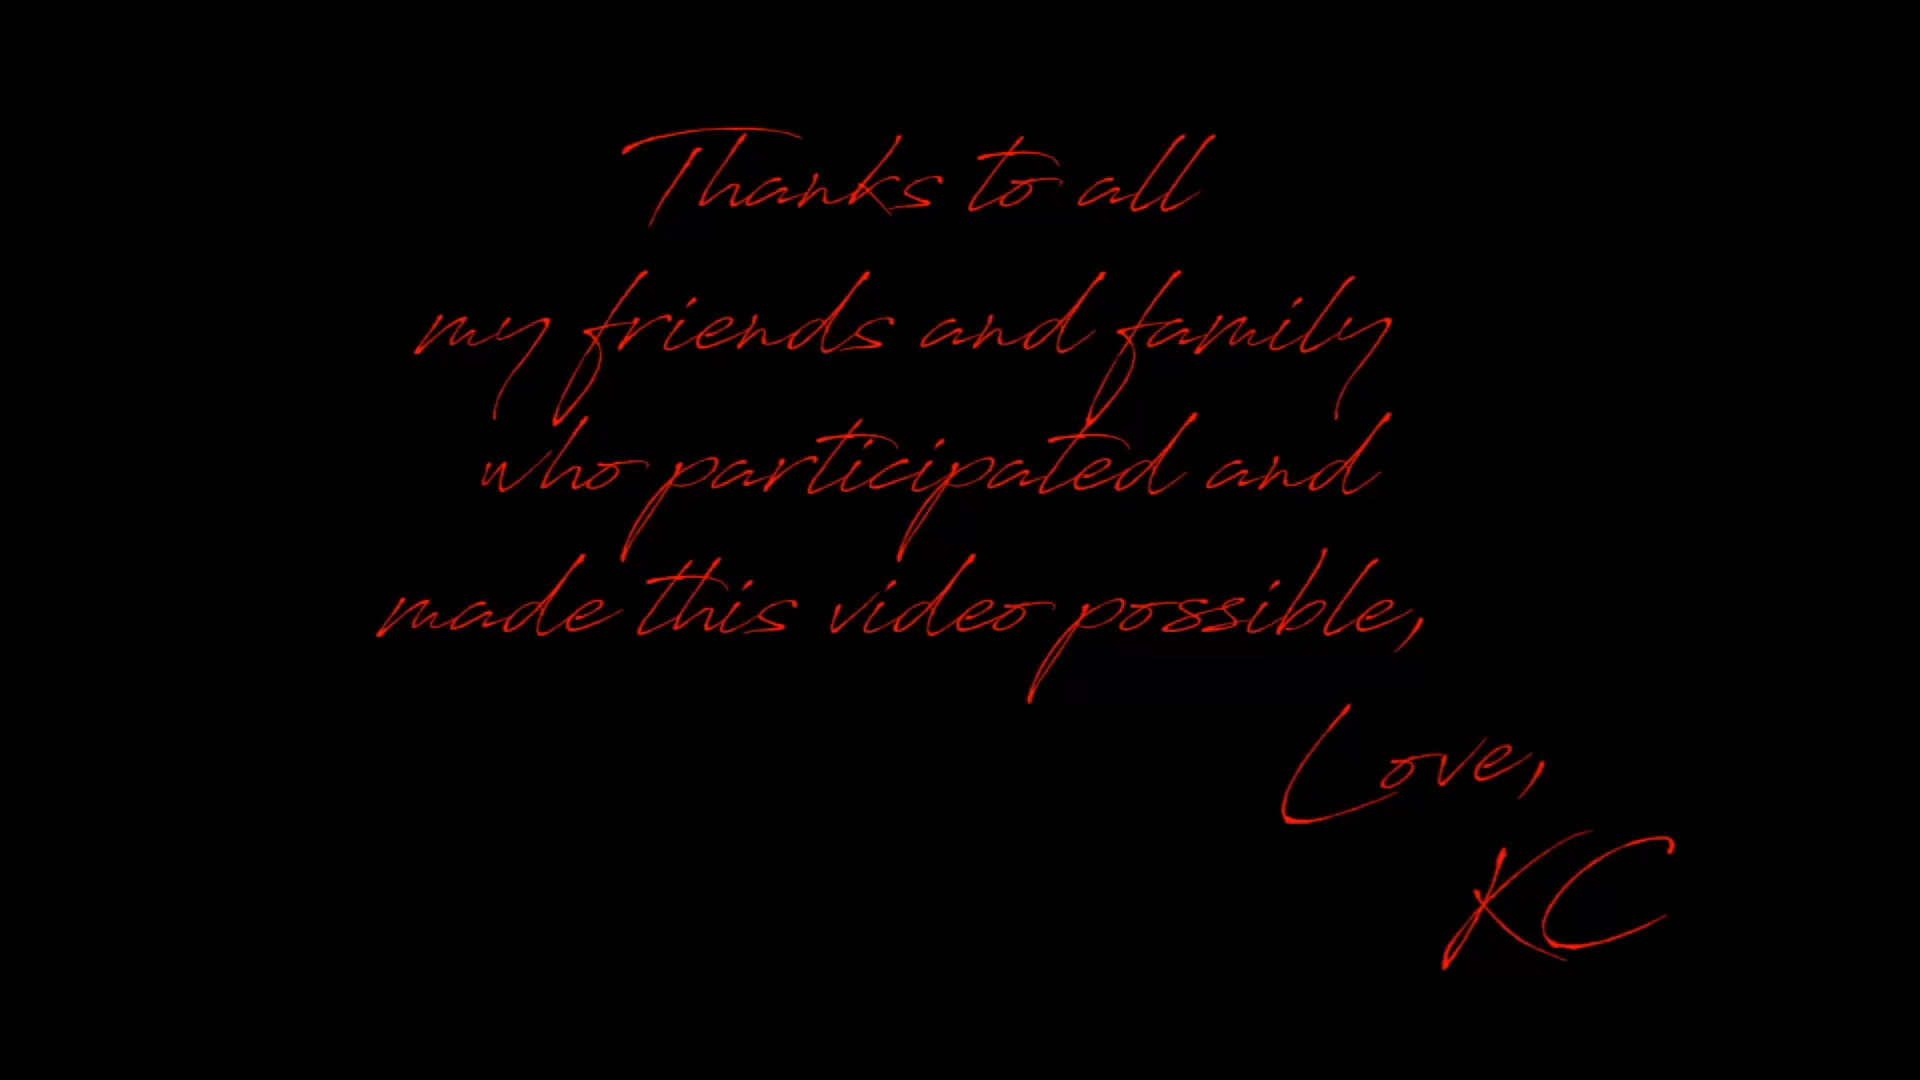 Thanks to all
my friends and family
who participated and
made this video possible,
Love,
KC